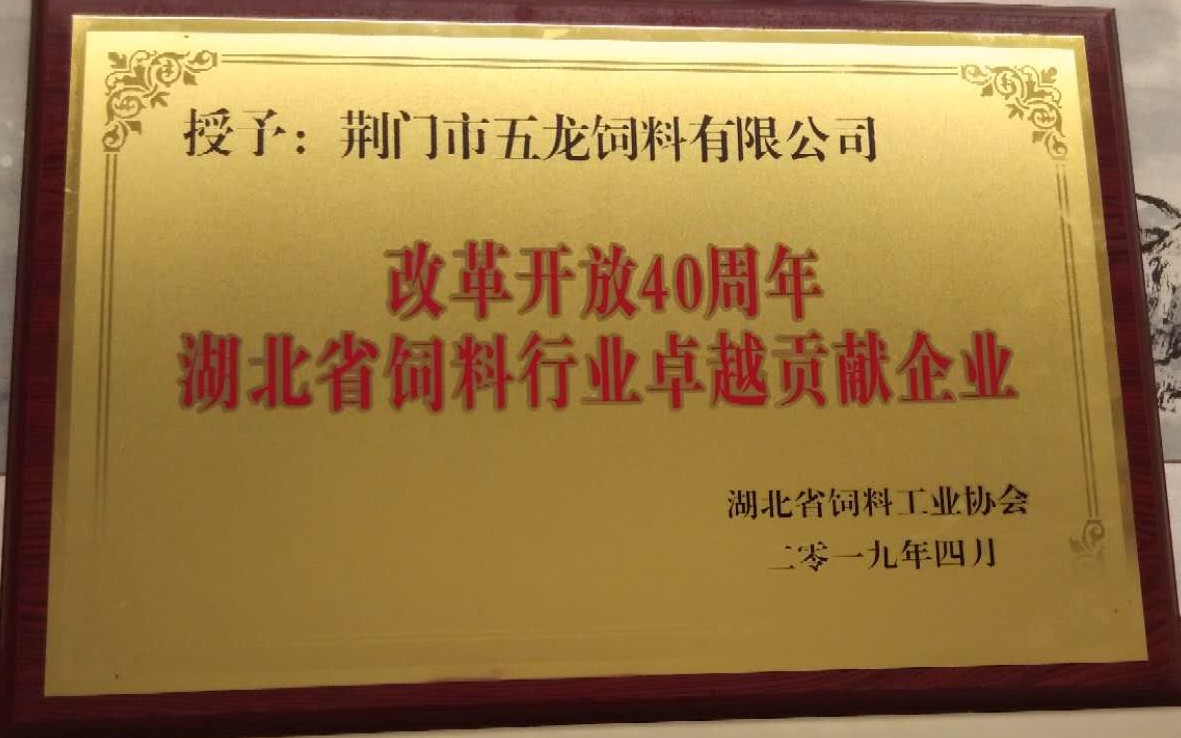 授予：荆门市五龙饲料有限公司
改革开放40周年
湖北省饲料行业卓越贡献企业
湖北省饲料工业协会
二零一九年四月